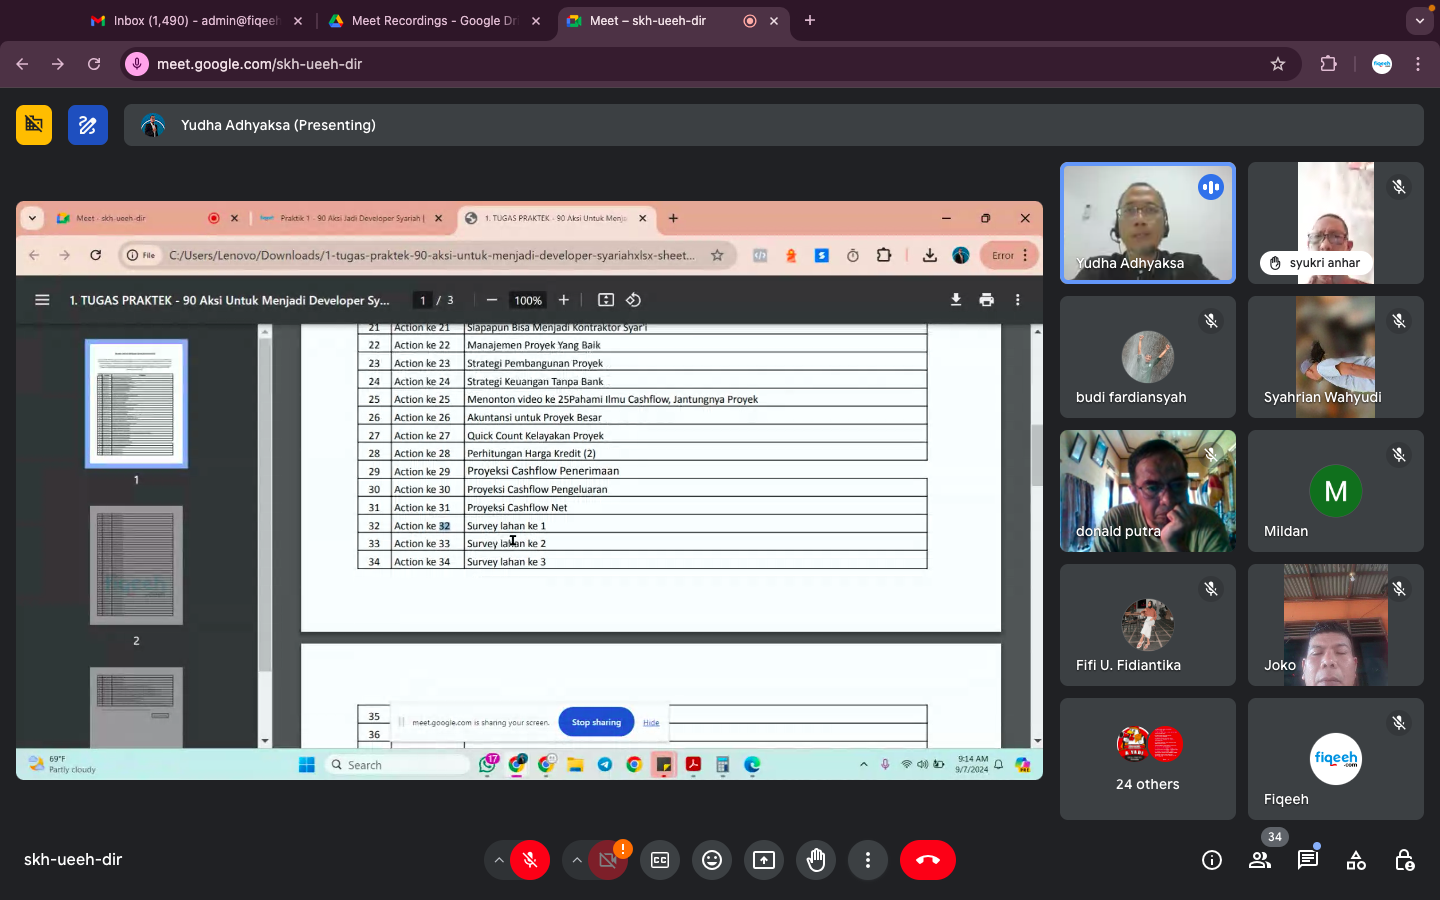 Inbox (1,490) - admin@fiqeeh
Meet Recordings - Google Dri
Meet – skh-ueeh-dir
meet.google.com/skh-ueeh-dir
Yudha Adhyaksa (Presenting)
Meet - skh-ueeh-dir
Praktik 1 - 90 Aksi Jadi Developer Syariah |
1. TUGAS PRAKTEK - 90 Aksi Untuk Menja
File
C:/Users/Lenovo/Downloads/1-tugas-praktek-90-aksi-untuk-menjadi-developer-syariahxlsx-sheet...
Error
1. TUGAS PRAKTEK - 90 Aksi Untuk Menjadi Developer Sy...
1 / 3
100%
21 Action ke 21 Siapapun Bisa Menjadi Kontraktor Syar'i
22 Action ke 22 Manajemen Proyek Yang Baik
23 Action ke 23 Strategi Pembangunan Proyek
24 Action ke 24 Strategi Keuangan Tanpa Bank
25 Action ke 25 Menonton video ke 25Pahami Ilmu Cashflow, Jantungnya Proyek
26 Action ke 26 Akuntansi untuk Proyek Besar
27 Action ke 27 Quick Count Kelayakan Proyek
28 Action ke 28 Perhitungan Harga Kredit (2)
29 Action ke 29 Proyeksi Cashflow Penerimaan
30 Action ke 30 Proyeksi Cashflow Pengeluaran
31 Action ke 31 Proyeksi Cashflow Net
32 Action ke 32 Survey lahan ke 1
33 Action ke 33 Survey lahan ke 2
34 Action ke 34 Survey lahan ke 3
35
36
1
2
fiqeeh
meet.google.com is sharing your screen.
Stop sharing
Hide
69°F
Partly cloudy
Search
17
9:14 AM
9/7/2024
Yudha Adhyaksa
syukri anhar
budi fardiansyah
Syahrian Wahyudi
donald putra
M
Mildan
Fifi U. Fidiantika
Joko
24 others
fiqeeh
.com
Fiqeeh
skh-ueeh-dir
34